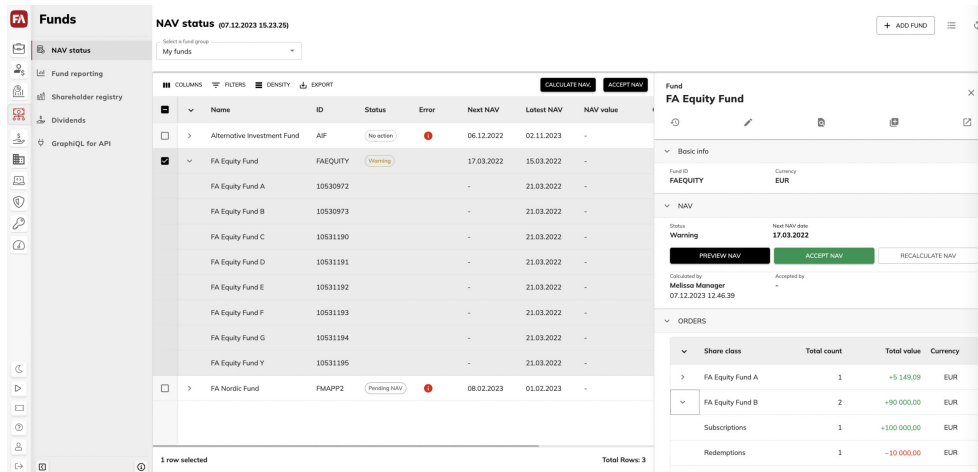 FA
Funds
NAV status
Fund reporting
Shareholder registry
Dividends
GraphiQL for API
NAV status (07.12.2023 15.23.25)
+ ADD FUND
Select a fund group
My funds
COLUMNS FILTERS DENSITY EXPORT CALCULATE NAV. ACCEPT NAV
Name ID Status Error Next NAV Latest NAV NAV value
Alternative Investment Fund AIF No action 06.12.2022 02.11.2023 -
FA Equity Fund FAEQUITY Warning 17.03.2022 15.03.2022 -
FA Equity Fund A 10530972 - 21.03.2022 -
FA Equity Fund B 10530973 - 21.03.2022 -
FA Equity Fund C 10531190 - 21.03.2022 -
FA Equity Fund D 10531191 - 21.03.2022 -
FA Equity Fund E 10531192 - 21.03.2022 -
FA Equity Fund F 10531193 - 21.03.2022 -
FA Equity Fund G 10531194 - 21.03.2022 -
FA Equity Fund Y 10531195 - 21.03.2022 -
FA Nordic Fund FMAPP2 Pending NAV 08.02.2023 01.02.2023 -
1 row selected Total Rows: 3
Fund
FA Equity Fund
Basic info
Fund ID Currency
FAEQUITY EUR
NAV
Status Next NAV date
Warning 17.03.2022
PREVIEW NAV ACCEPT NAV RECALCULATE NAV
Calculated by Accepted by
Melissa Manager -
07.12.2023 12.46.39
ORDERS
Share class Total count Total value Currency
FA Equity Fund A 1 +5 149,09 EUR
FA Equity Fund B 2 +90 000,00 EUR
Subscriptions 1 +100 000,00 EUR
Redemptions 1 -10 000,00 EUR